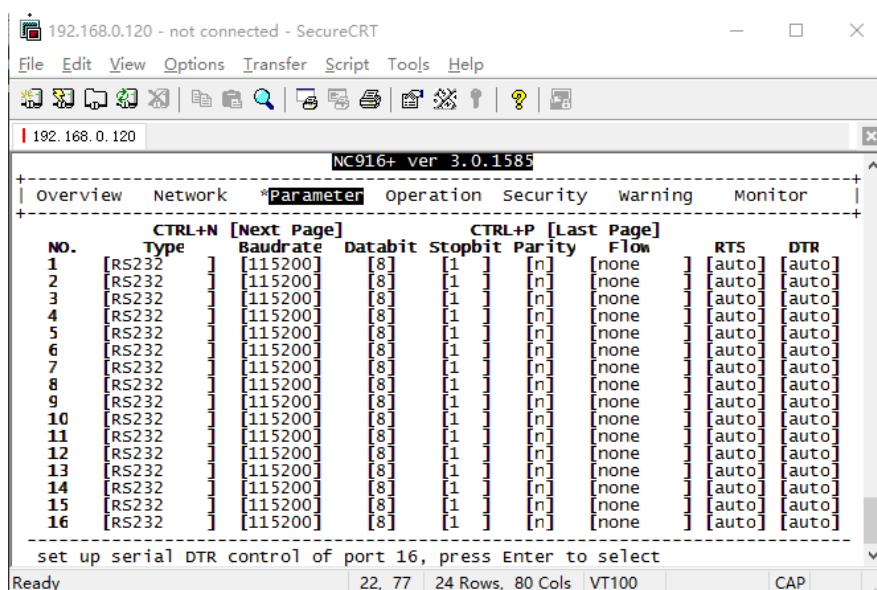 192.168.0.120 - not connected - SecureCRT
File Edit View Options Transfer Script Tools Help
192.168.0.120
NC916+ ver 3.0.1585
Overview Network *Parameter Operation Security Warning Monitor
CTRL+N [Next Page] CTRL+P [Last Page]
NO. Type Baudrate Databit Stopbit Parity Flow RTS DTR
1 [RS232 ] [115200] [8] [1 ] [n] [none ] [auto] [auto]
2 [RS232 ] [115200] [8] [1 ] [n] [none ] [auto] [auto]
3 [RS232 ] [115200] [8] [1 ] [n] [none ] [auto] [auto]
4 [RS232 ] [115200] [8] [1 ] [n] [none ] [auto] [auto]
5 [RS232 ] [115200] [8] [1 ] [n] [none ] [auto] [auto]
6 [RS232 ] [115200] [8] [1 ] [n] [none ] [auto] [auto]
7 [RS232 ] [115200] [8] [1 ] [n] [none ] [auto] [auto]
8 [RS232 ] [115200] [8] [1 ] [n] [none ] [auto] [auto]
9 [RS232 ] [115200] [8] [1 ] [n] [none ] [auto] [auto]
10 [RS232 ] [115200] [8] [1 ] [n] [none ] [auto] [auto]
11 [RS232 ] [115200] [8] [1 ] [n] [none ] [auto] [auto]
12 [RS232 ] [115200] [8] [1 ] [n] [none ] [auto] [auto]
13 [RS232 ] [115200] [8] [1 ] [n] [none ] [auto] [auto]
14 [RS232 ] [115200] [8] [1 ] [n] [none ] [auto] [auto]
15 [RS232 ] [115200] [8] [1 ] [n] [none ] [auto] [auto]
16 [RS232 ] [115200] [8] [1 ] [n] [none ] [auto] [auto]
set up serial DTR control of port 16, press Enter to select
Ready 22, 77 24 Rows, 80 Cols VT100 CAP